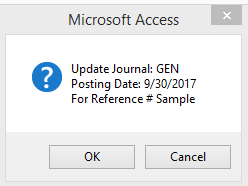 Microsoft Access
Update Journal: GEN
Posting Date: 9/30/2017
For Reference # Sample
OK
Cancel